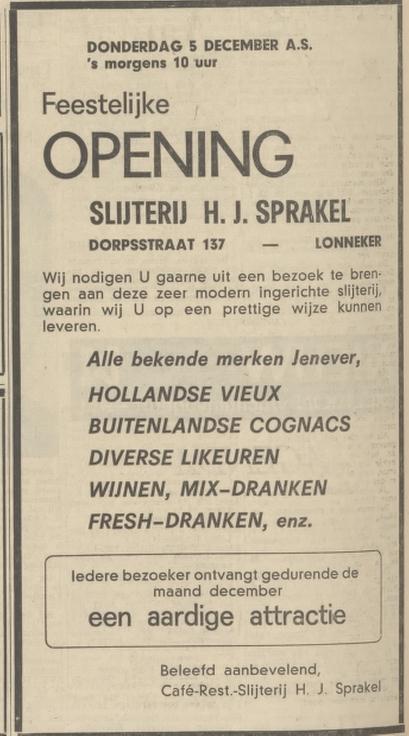 DONDERDAG 5 DECEMBER A.S.
's morgens 10 uur
Feestelijke
OPENING
SLIJTERIJ H. J. SPRAKEL
DORPSSTRAAT 137 — LONNEKER
Wij nodigen U gaarne uit een bezoek te bren-
gen aan deze zeer modern ingerichte slijterij,
waarin wij U op een prettige wijze kunnen
leveren.
Alle bekende merken Jenever,
HOLLANDSE VIEUX
BUITENLANDSE COGNACS
DIVERSE LIKEUREN
WIJNEN, MIX-DRANKEN
FRESH-DRANKEN, enz.
Iedere bezoeker ontvangt gedurende de
maand december
een aardige attractie
Beleefd aanbevelend,
Café-Rest.-Slijterij H. J. Sprakel